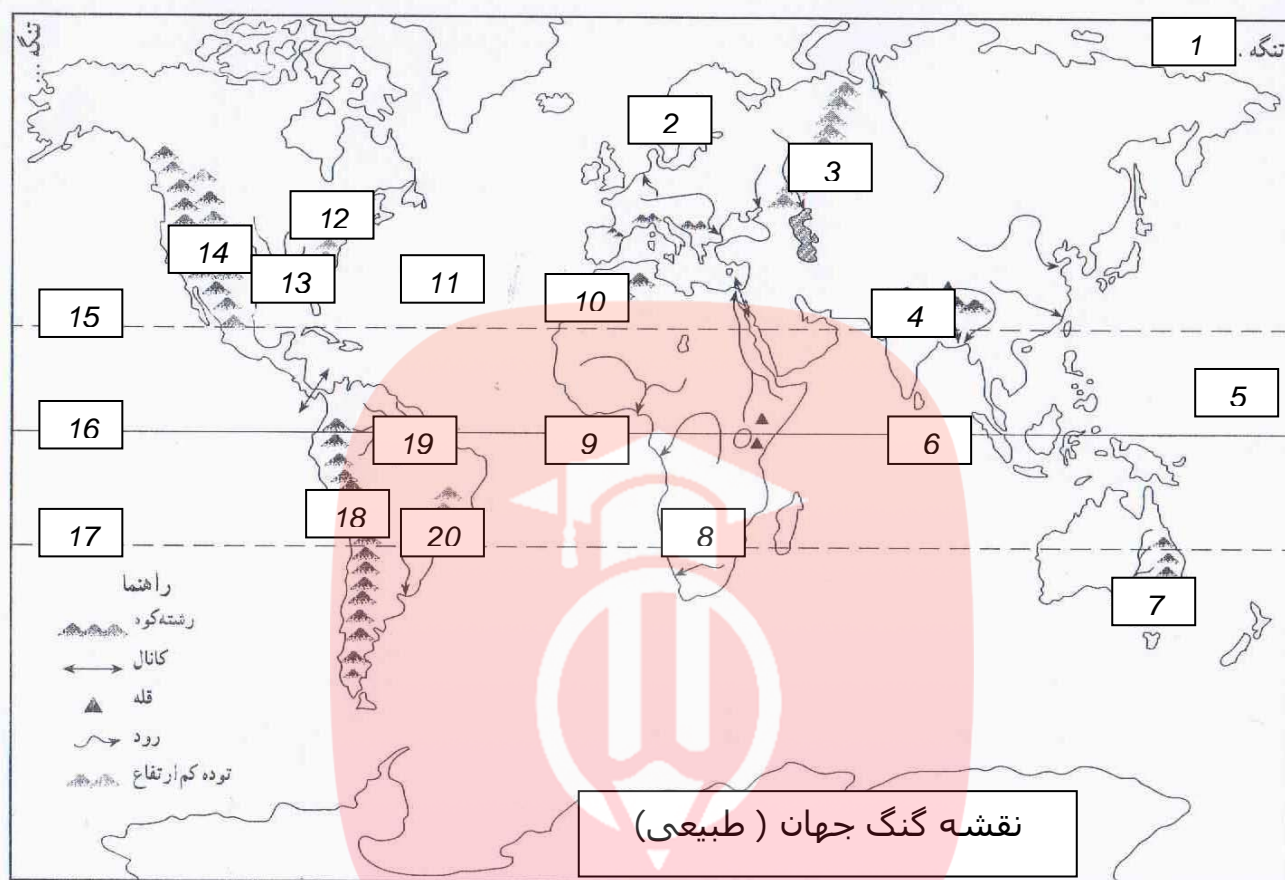 تنگه ...
تنگه .
1
2
3
12
14
13
11
10
4
15
5
16
19
9
6
18
17
20
8
7
راهنما
رشته‌کوه
کانال
قله
رود
توده کم‌ارتفاع
نقشه گنگ جهان ( طبیعی)